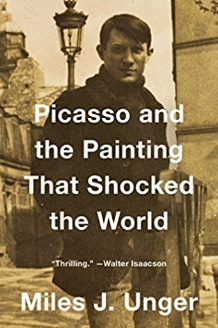 Picasso and
the Painting
That Shocked
the World
“Thrilling.” —Walter Isaacson
Miles J. Unger